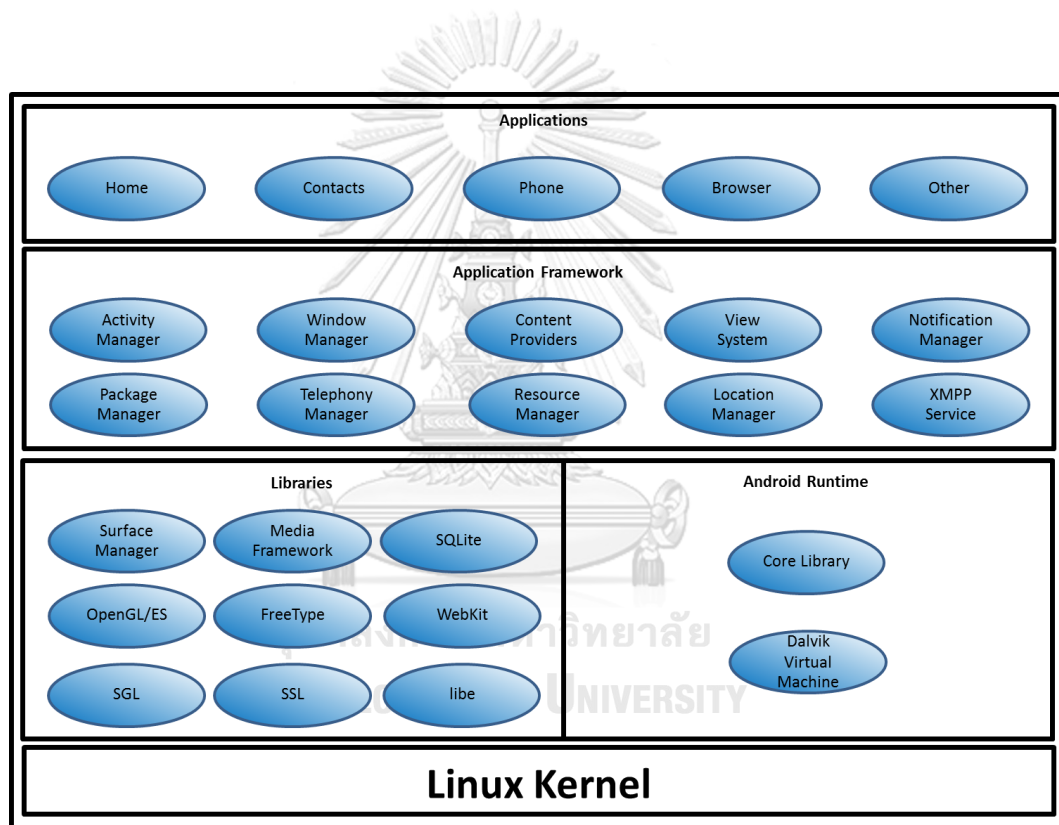 Applications
Home
Contacts
Phone
Browser
Other
Application Framework
Activity
Manager
Window
Manager
Content
Providers
View
System
Notification
Manager
Package
Manager
Telephony
Manager
Resource
Manager
Location
Manager
XMPP
Service
Libraries
Surface
Manager
Media
Framework
SQLite
OpenGL/ES
FreeType
WebKit
SGL
SSL
libe
Android Runtime
Core Library
Dalvik
Virtual
Machine
UNIVERSITY
Linux Kernel